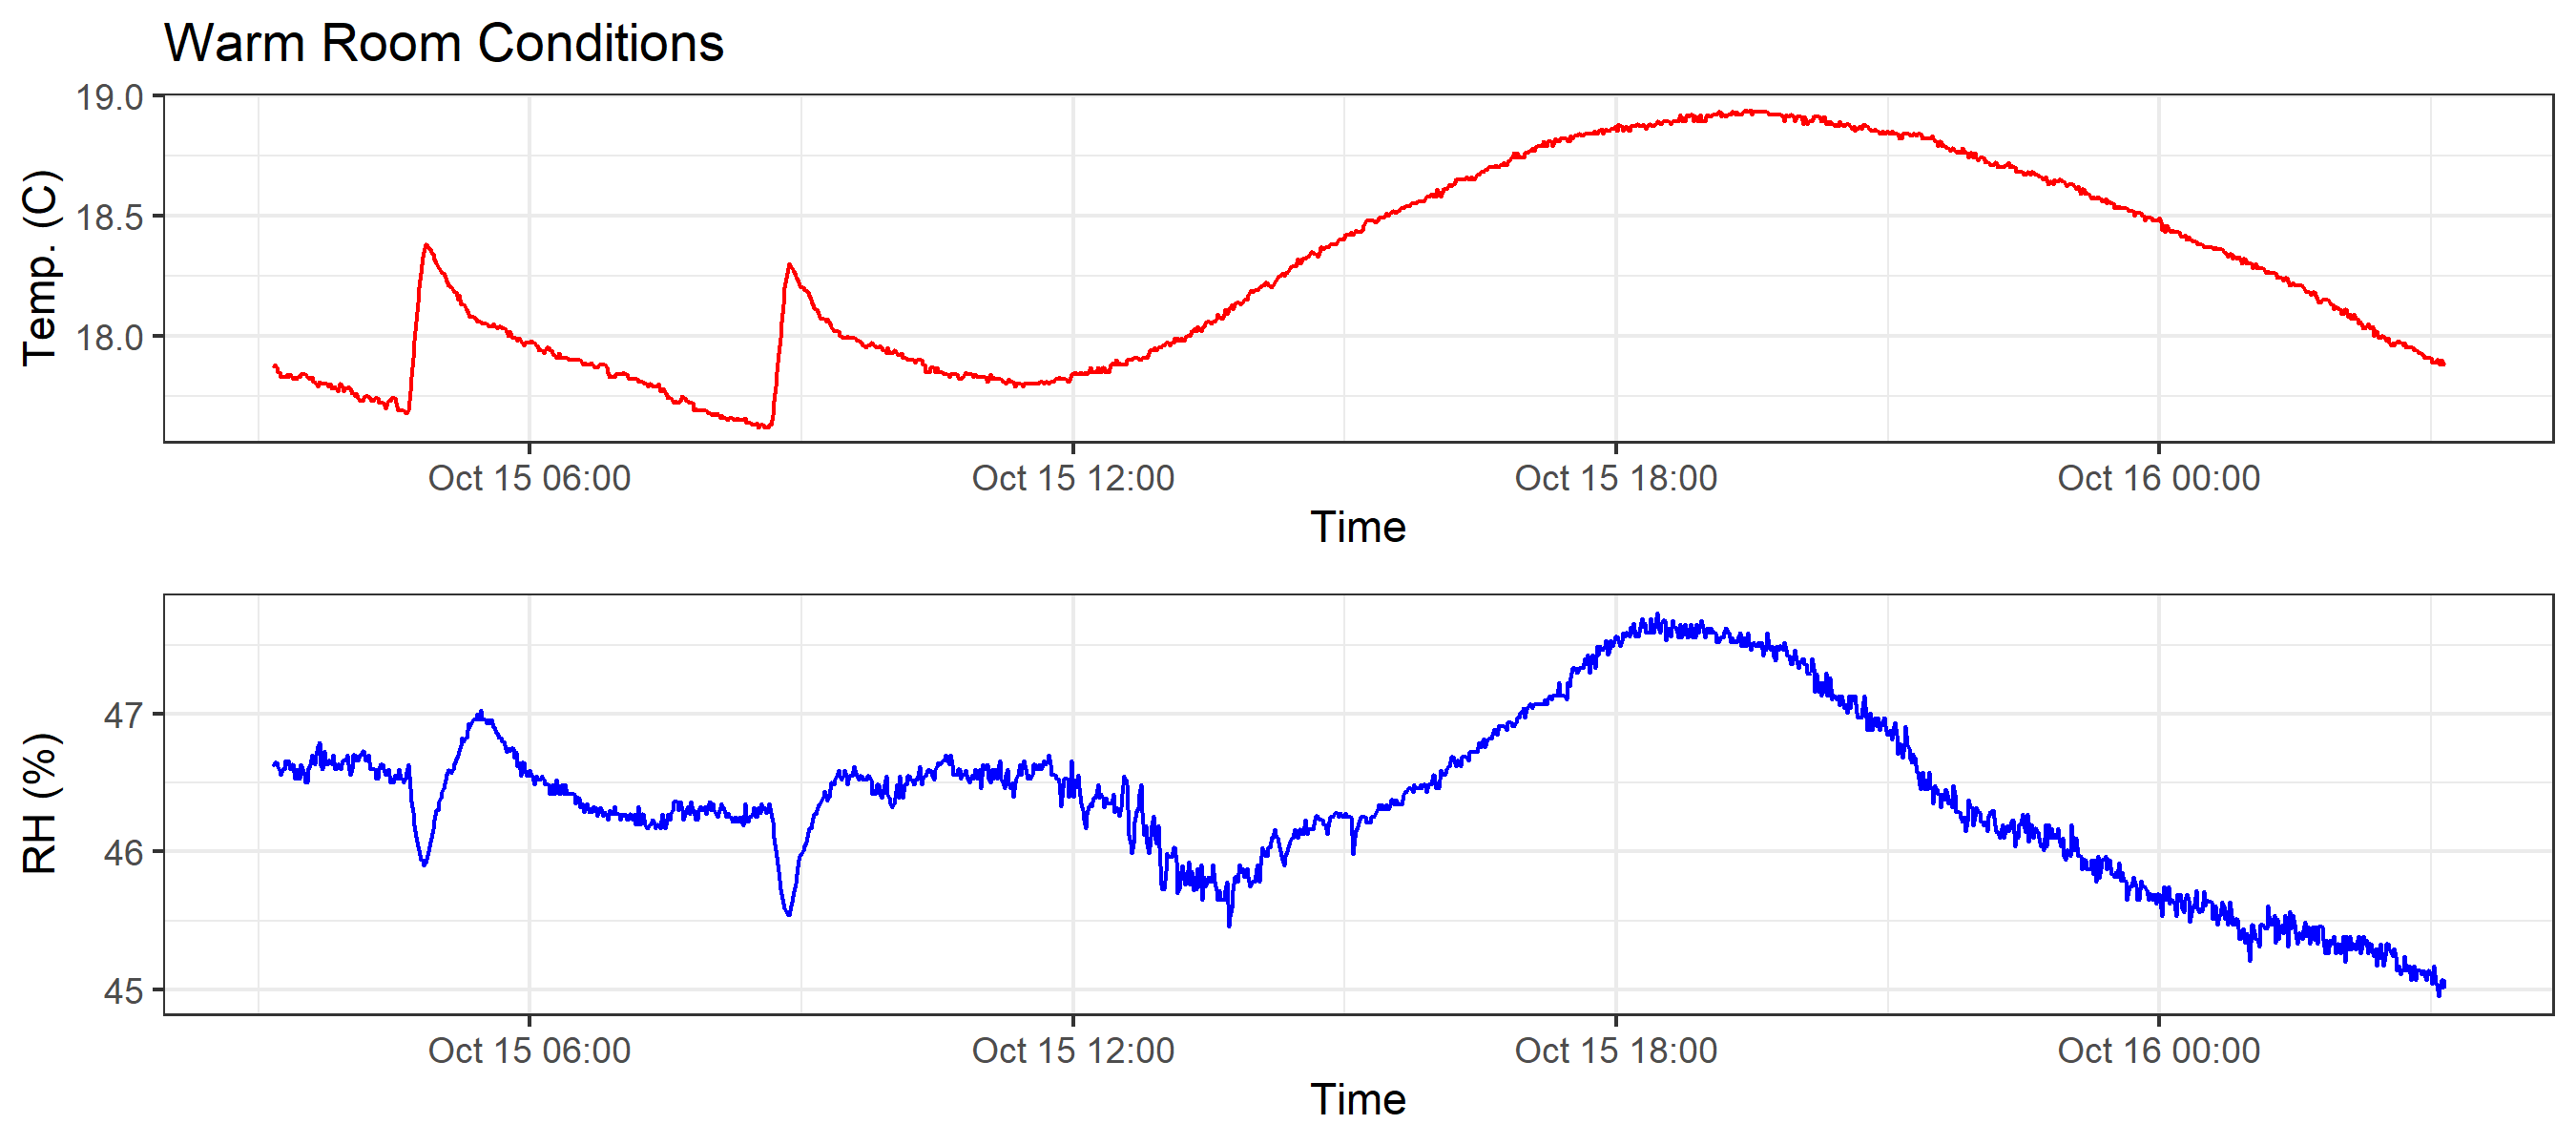 Warm Room Conditions
Temp. (C)
19.0
18.5
18.0
Oct 15 06:00 Oct 15 12:00 Oct 15 18:00 Oct 16 00:00
Time
RH (%)
47
46
45
Oct 15 06:00 Oct 15 12:00 Oct 15 18:00 Oct 16 00:00
Time